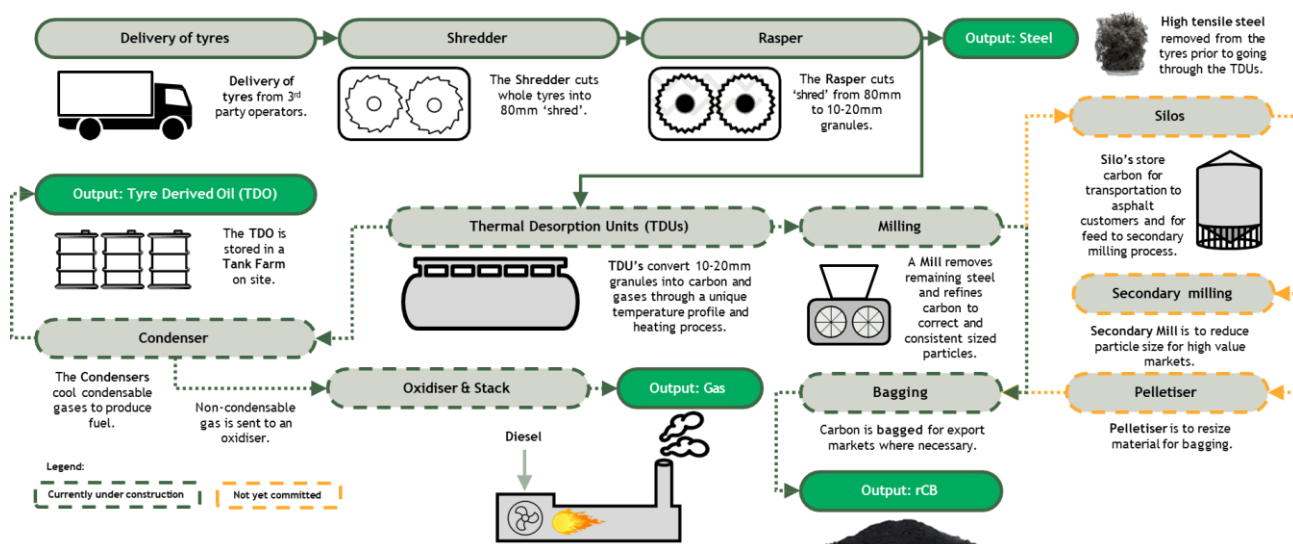 Delivery of tyres
Shredder
Rasper
Output: Steel
High tensile steel
removed from the
tyres prior to going
through the TDUs.
Delivery of
tyres from 3rd
party operators.
The Shredder cuts
whole tyres into
80mm ‘shred’.
The Rasper cuts
‘shred’ from 80mm
to 10-20mm
granules.
Silos
Silo’s store
carbon for
transportation to
asphalt
customers and for
feed to secondary
milling process.
Output: Tyre Derived Oil (TDO)
The TDO is
stored in a
Tank Farm
on site.
Thermal Desorption Units (TDUs)
TDU’s convert 10-20mm
granules into carbon and
gases through a unique
temperature profile and
heating process.
Milling
A Mill removes
remaining steel
and refines
carbon to
correct and
consistent sized
particles.
Secondary milling
Secondary Mill is to reduce
particle size for high value
markets.
Condenser
The Condensers
cool condensable
gases to produce
fuel.
Non-condensable
gas is sent to an
oxidiser.
Oxidiser & Stack
Output: Gas
Diesel
Bagging
Carbon is bagged for export
markets where necessary.
Pelletiser
Pelletiser is to resize
material for bagging.
Output: rCB
Legend:
Currently under construction
Not yet committed